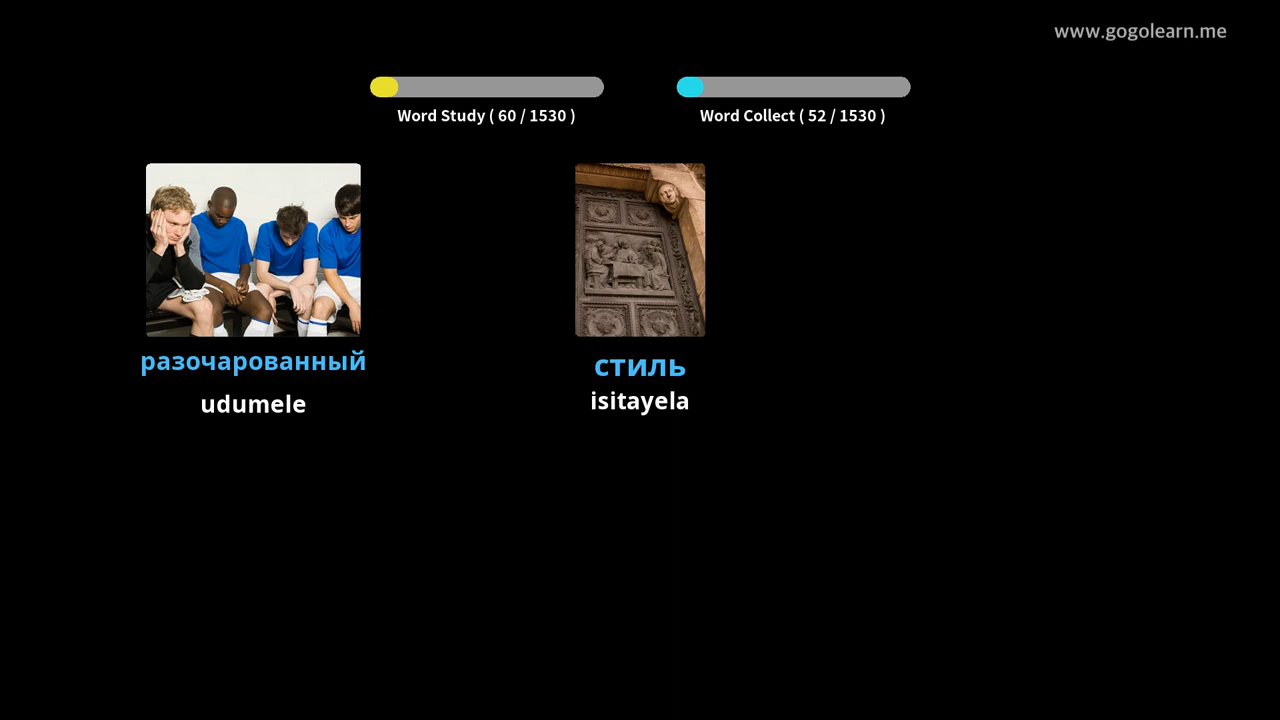 www.gogolearn.me
Word Study ( 60 / 1530 )
Word Collect ( 52 / 1530 )
разочарованный
udumele
стиль
isitayela